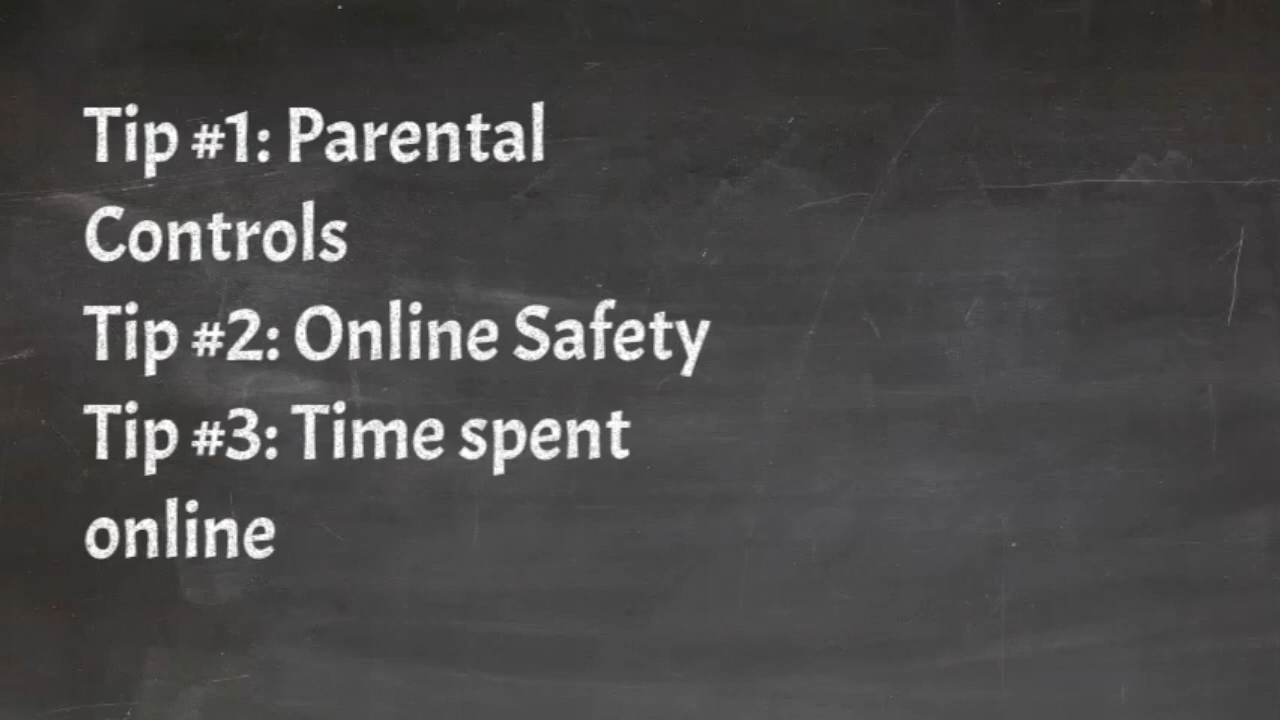 Tip #1: Parental
Controls
Tip #2: Online Safety
Tip #3: Time spent
online